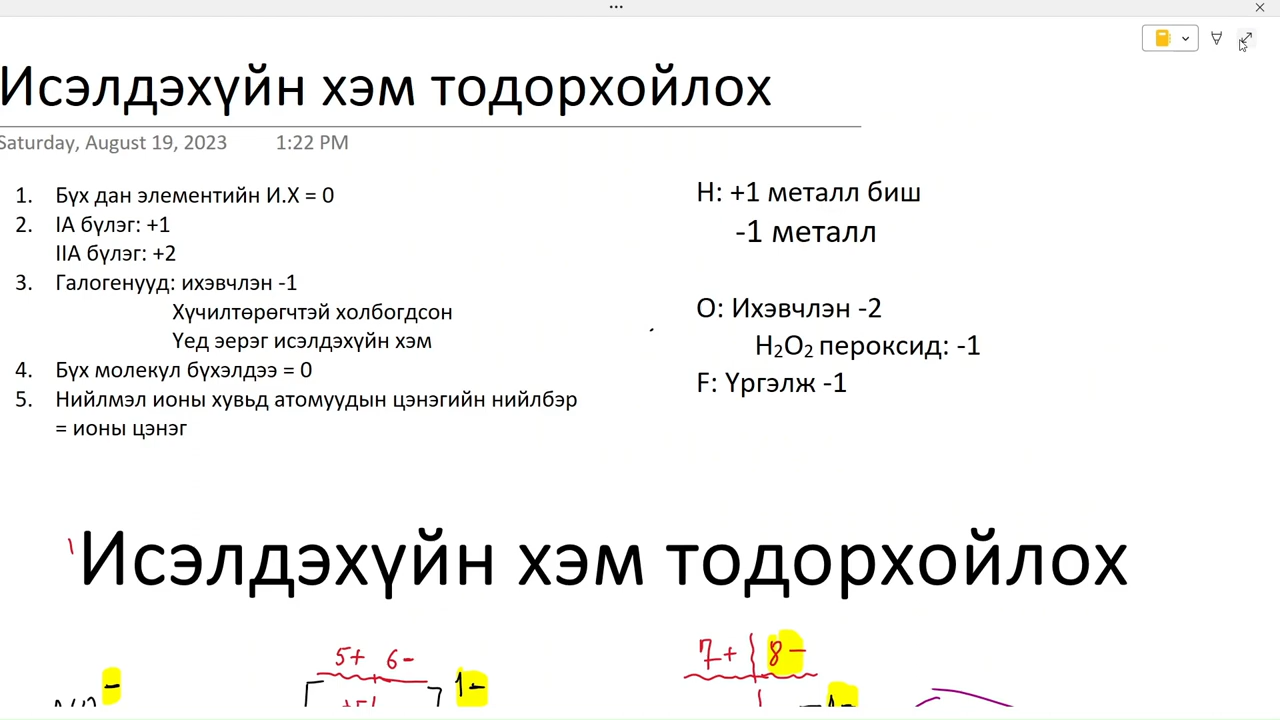 Исэлдэхүйн хэм тодорхойлох
Saturday, August 19, 2023 1:22 PM
1. Бүх дан элементийн И.Х = 0
2. IA бүлэг: +1
IIA бүлэг: +2
3. Галогенууд: ихэвчлэн -1
Хүчилтөрөгчтэй холбогдсон
Үед эерэг исэлдэхүйн хэм
4. Бүх молекул бүхэлдээ = 0
5. Нийлмэл ионы хувьд атомуудын цэнэгийн нийлбэр
= ионы цэнэг
H: +1 металл биш
-1 металл
O: Ихэвчлэн -2
H₂O₂ пероксид: -1
F: Үргэлж -1
Исэлдэхүйн хэм тодорхойлох
5+ 6-
7+ 8-
-
1-